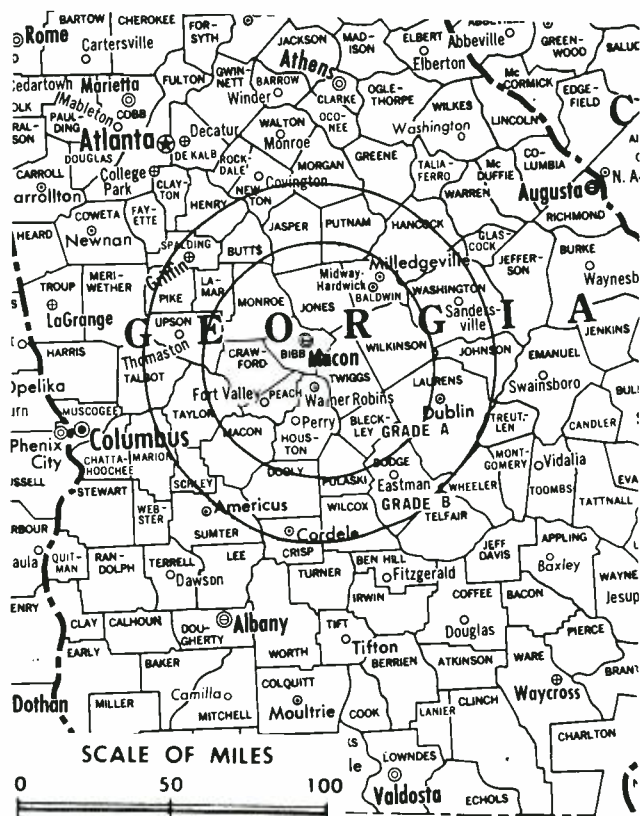 BARTOW
CHEROKEE
FOR-
SYTH
JACKSON
MAD-
ISON
ELBERT
Abbeville
GREEN-
WOOD
Rome
Cartersville
GWIN-
NETT
BARROW
Athens
Elberton
Mc
CORMICK
EDGE-
FIELD
Marietta
FULTON
Winder
CLARKE
OGLE-
THORPE
WILKES
LINCOLN
Mableton
COBB
PAUL-
DING
Atlanta
Decatur
DE KALB
WALTON
Monroe
OCO-
NEE
Washington
DOUGLAS
ROCK-
DALE
MORGAN
GREENE
TALIA-
FERRO
Mc
DUFFIE
CO-
LUMBIA
CARROLL
College
Park
CLAY-
TON
NEW-
TON
Covington
WARREN
Augusta
RICHMOND
COWETA
FAY-
ETTE
HENRY
HEARD
Newnan
SPALDING
Griffin
BUTTS
JASPER
PUTNAM
HANCOCK
GLAS-
COCK
JEFFER-
SON
BURKE
TROUP
MERI-
WETHER
PIKE
LA-
MAR
MONROE
JONES
Midway-
Hardwick
Milledgeville
BALDWIN
WASHINGTON
Sanders-
ville
LaGrange
UPSON
Thomaston
GEORGIA
JENKINS
HARRIS
TALBOT
CRAW-
FORD
BIBB
Macon
WILKINSON
JOHNSON
EMANUEL
Swainsboro
Opelika
MUSCOGEE
TAYLOR
Fort Valley
PEACH
TWIGGS
Warner Robins
LAURENS
Dublin
TREUT-
LEN
CANDLER
Phenix
City
Columbus
CHATTA-
HOOCHEE
MARION
MACON
Perry
HOUS-
TON
BLECK-
LEY
GRADE A
MONT-
GOMERY
Vidalia
TOOMBS
TATTNALL
STEWART
SCHLEY
DOOLY
PULASKI
DODGE
Eastman
WHEELER
WEB-
STER
Americus
SUMTER
Cordele
CRISP
WILCOX
GRADE B
TELFAIR
JEFF
DAVIS
APPLING
Baxley
QUIT-
MAN
RAN-
DOLPH
TERRELL
Dawson
LEE
TURNER
BEN HILL
Fitzgerald
IRWIN
COFFEE
BACON
CLAY
CALHOUN
DOU-
GHERTY
Albany
WORTH
TIFT
Tifton
Douglas
PIERCE
EARLY
BAKER
BERRIEN
ATKINSON
WARE
Waycross
Dothan
MILLER
Camilla
MITCHELL
COLQUITT
Moultrie
COOK
LANIER
CLINCH
CHARLTON
LOWNDES
Valdosta
ECHOLS
SCALE OF MILES
0 50 100